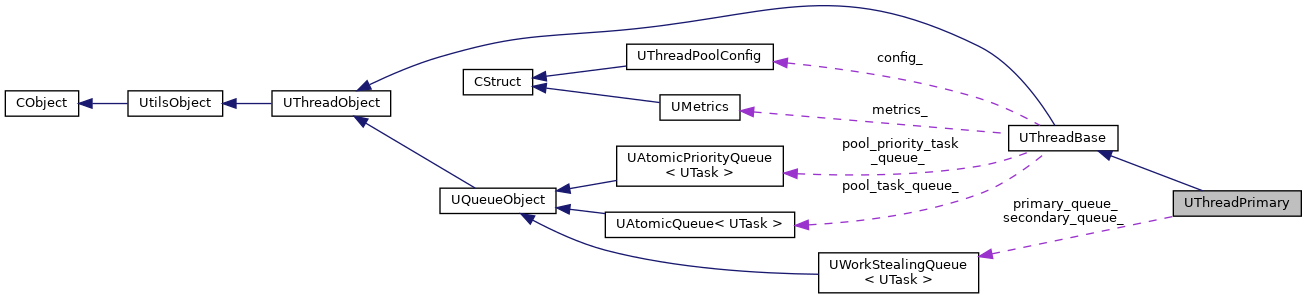 CObject
UtilsObject
UThreadObject
CStruct
UThreadPoolConfig
UMetrics
UQueueObject
UAtomicPriorityQueue
< UTask >
UAtomicQueue< UTask >
UWorkStealingQueue
< UTask >
config_
metrics_
pool_priority_task
_queue_
pool_task_queue_
primary_queue_
secondary_queue_
UThreadBase
UThreadPrimary